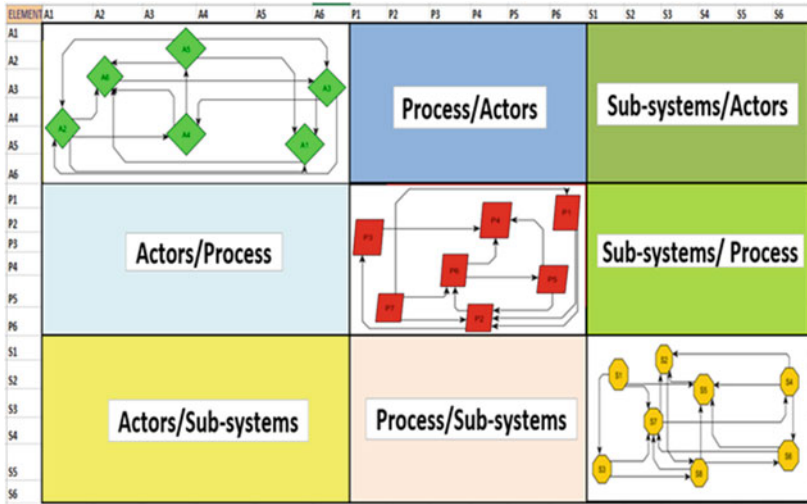 ELEMENT A1 A2 A3 A4 A5 A6 P1 P2 P3 P4 P5 P6 S1 S2 S3 S4 S5 S6
A1
A2
A3
A4
A5
A6
A5
A6
A3
A2
A4
A1
Process/Actors
Sub-systems/Actors
P1
P2
P3
P4
P5
P6
Actors/Process
P1
P4
P3
P6
P5
P7
P2
Sub-systems/ Process
S1
S2
S3
S4
S5
S6
Actors/Sub-systems
Process/Sub-systems
S2
S1
S4
S5
S7
S6
S3
S8